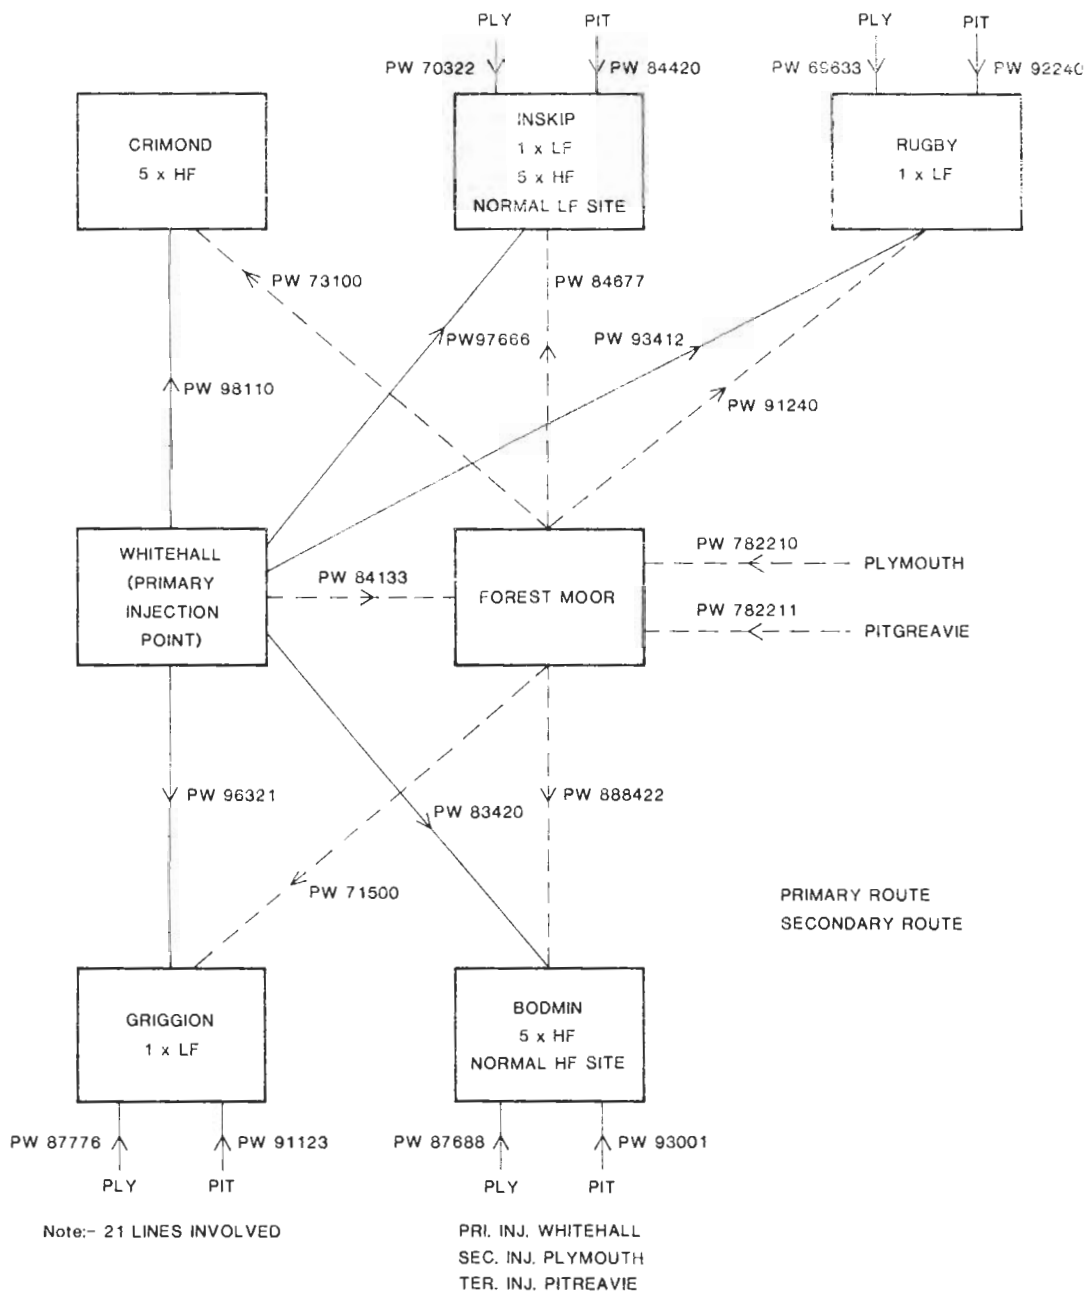 PLY
PIT
PLY
PIT
PW 70322
PW 84420
PW 69633
PW 92240
CRIMOND
5 x HF
INSKIP
1 x LF
5 x HF
NORMAL LF SITE
RUGBY
1 x LF
PW 73100
PW 84677
PW97666
PW 93412
PW 98110
PW 91240
WHITEHALL
(PRIMARY
INJECTION
POINT)
PW 84133
FOREST MOOR
PW 782210
PLYMOUTH
PW 782211
PITGREAVIE
PW 96321
PW 83420
PW 888422
PW 71500
PRIMARY ROUTE
SECONDARY ROUTE
GRIGGION
1 x LF
BODMIN
5 x HF
NORMAL HF SITE
PW 87776
PW 91123
PW 87688
PW 93001
PLY
PIT
PLY
PIT
Note:- 21 LINES INVOLVED
PRI. INJ. WHITEHALL
SEC. INJ. PLYMOUTH
TER. INJ. PITREAVIE